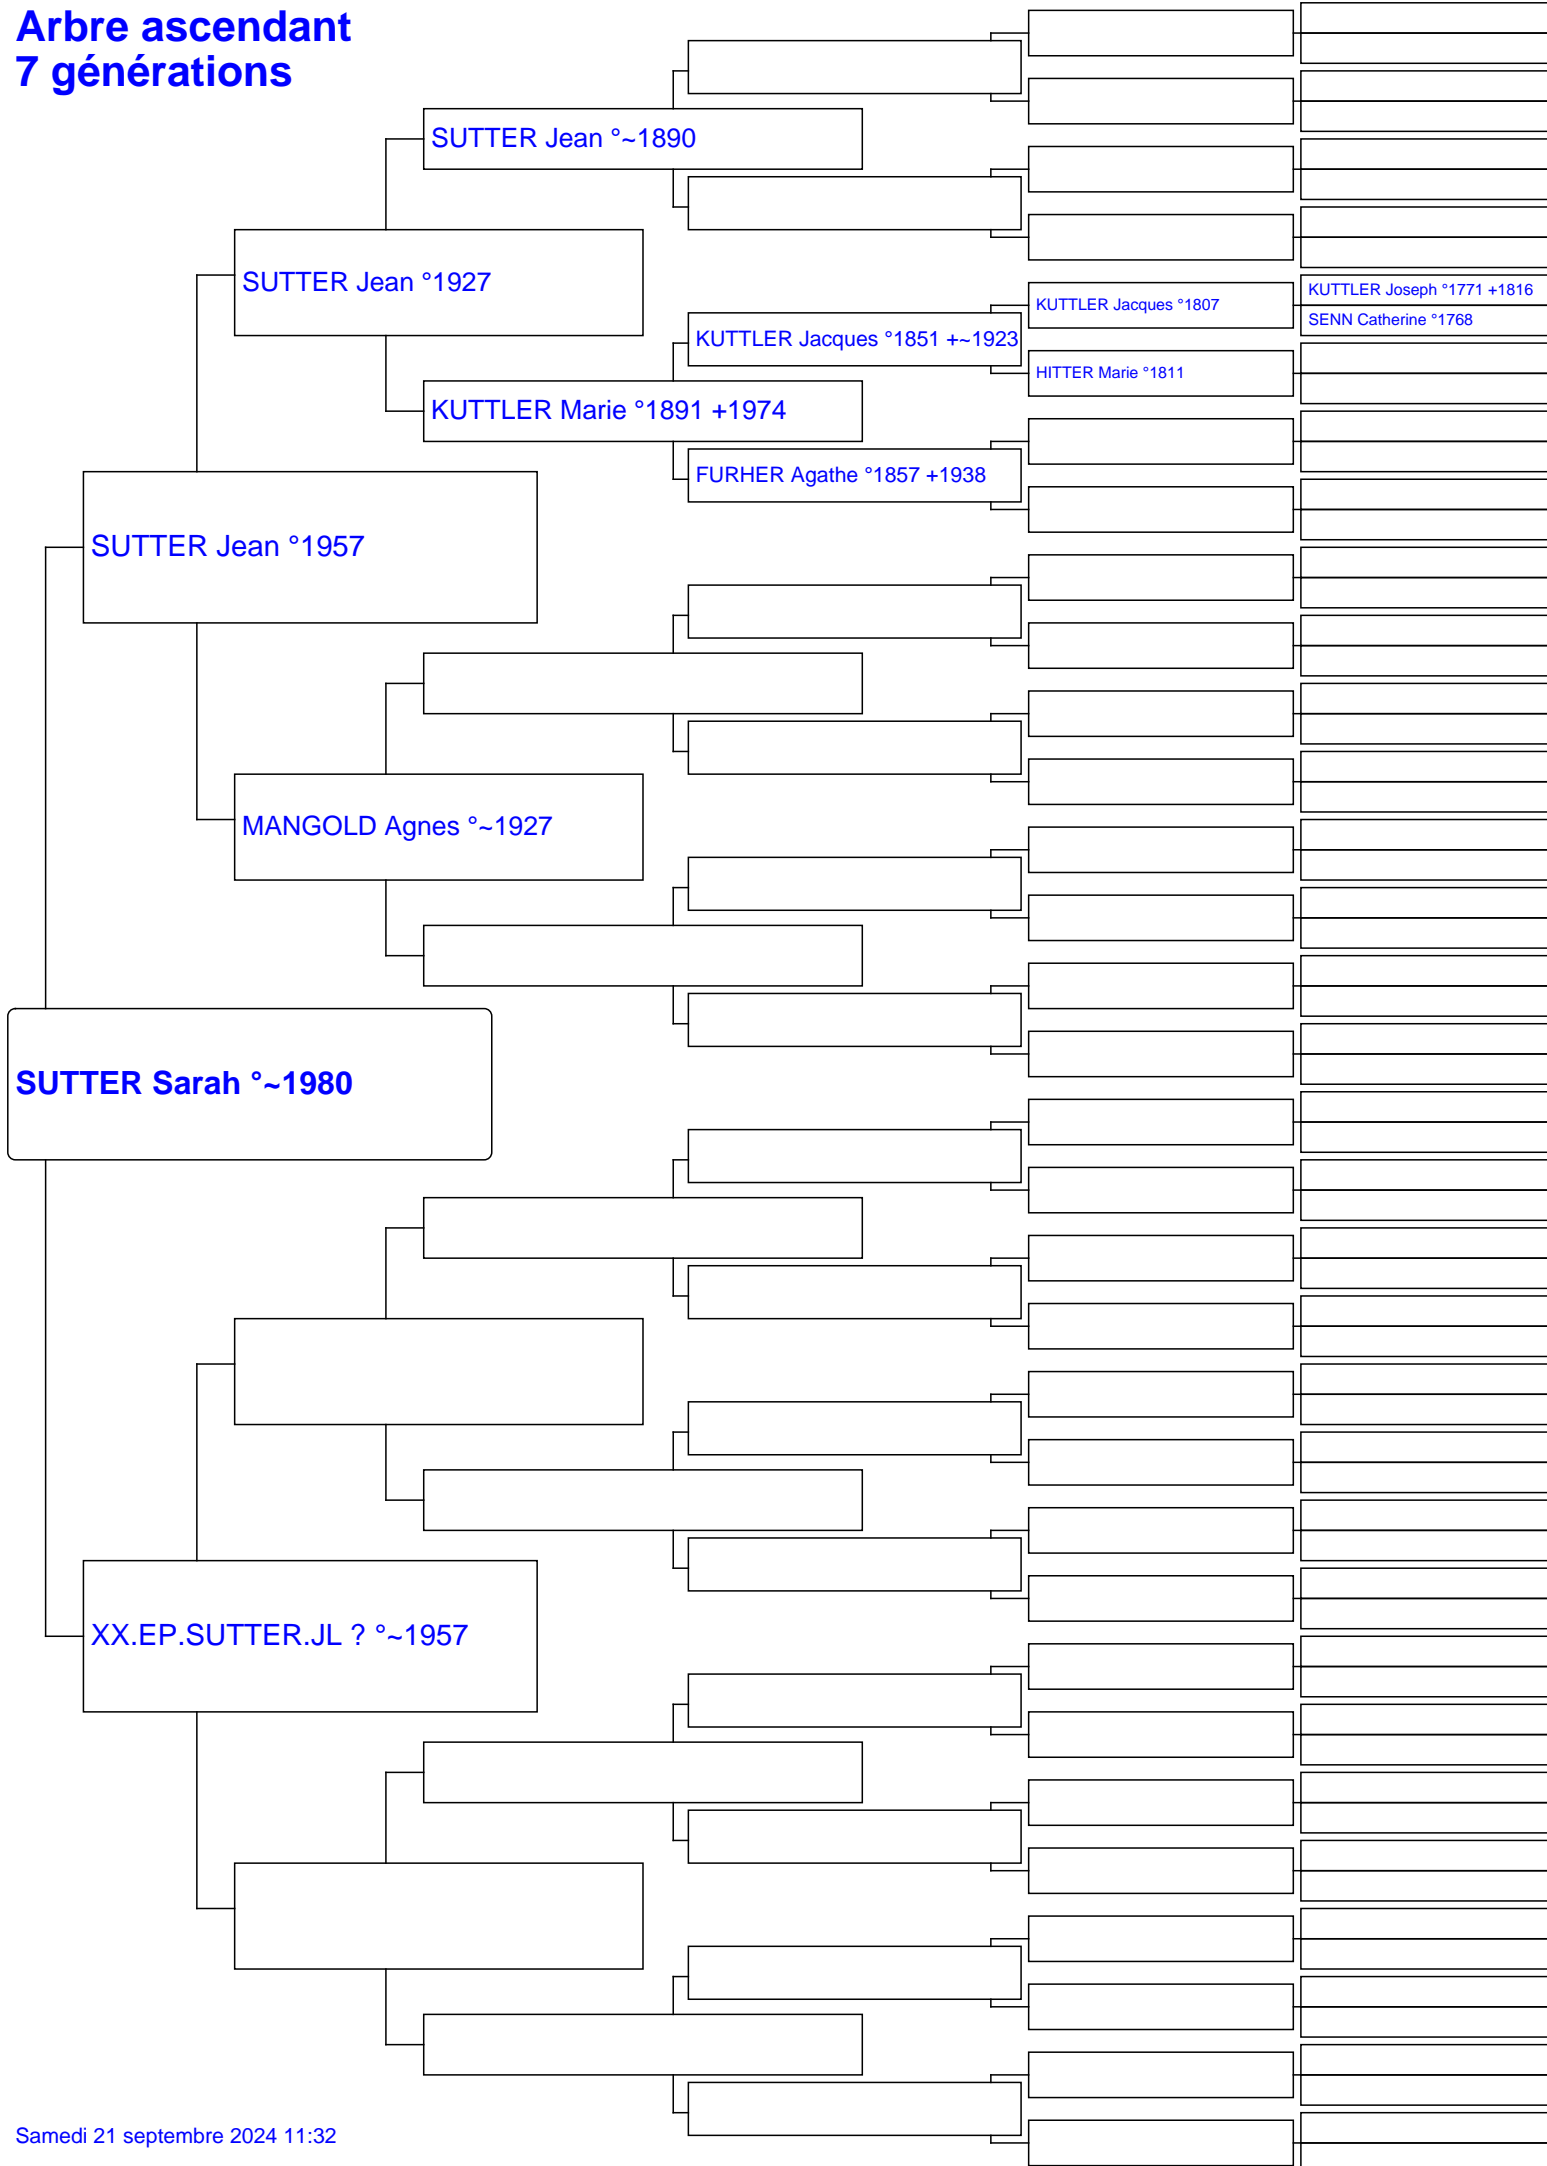 Arbre ascendant
7 générations
SUTTER Jean °~1890
SUTTER Jean °1927
KUTTLER Joseph °1771 +1816
KUTTLER Jacques °1807
SENN Catherine °1768
KUTTLER Jacques °1851 +~1923
HITTER Marie °1811
KUTTLER Marie °1891 +1974
FURHER Agathe °1857 +1938
SUTTER Jean °1957
MANGOLD Agnes °~1927
SUTTER Sarah °~1980
XX.EP.SUTTER.JL ? °~1957
Samedi 21 septembre 2024 11:32